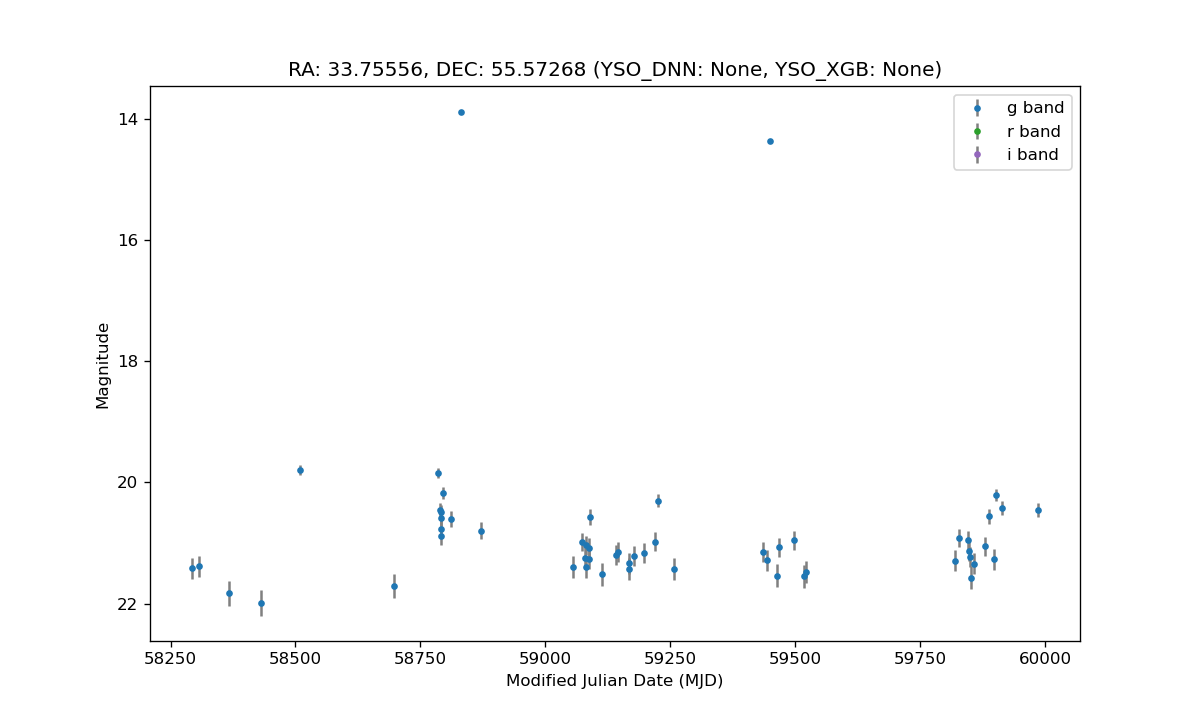 RA: 33.75556, DEC: 55.57268 (YSO_DNN: None, YSO_XGB: None)
g band
r band
i band
14
16
18
20
22
Magnitude
58250 58500 58750 59000 59250 59500 59750 60000
Modified Julian Date (MJD)